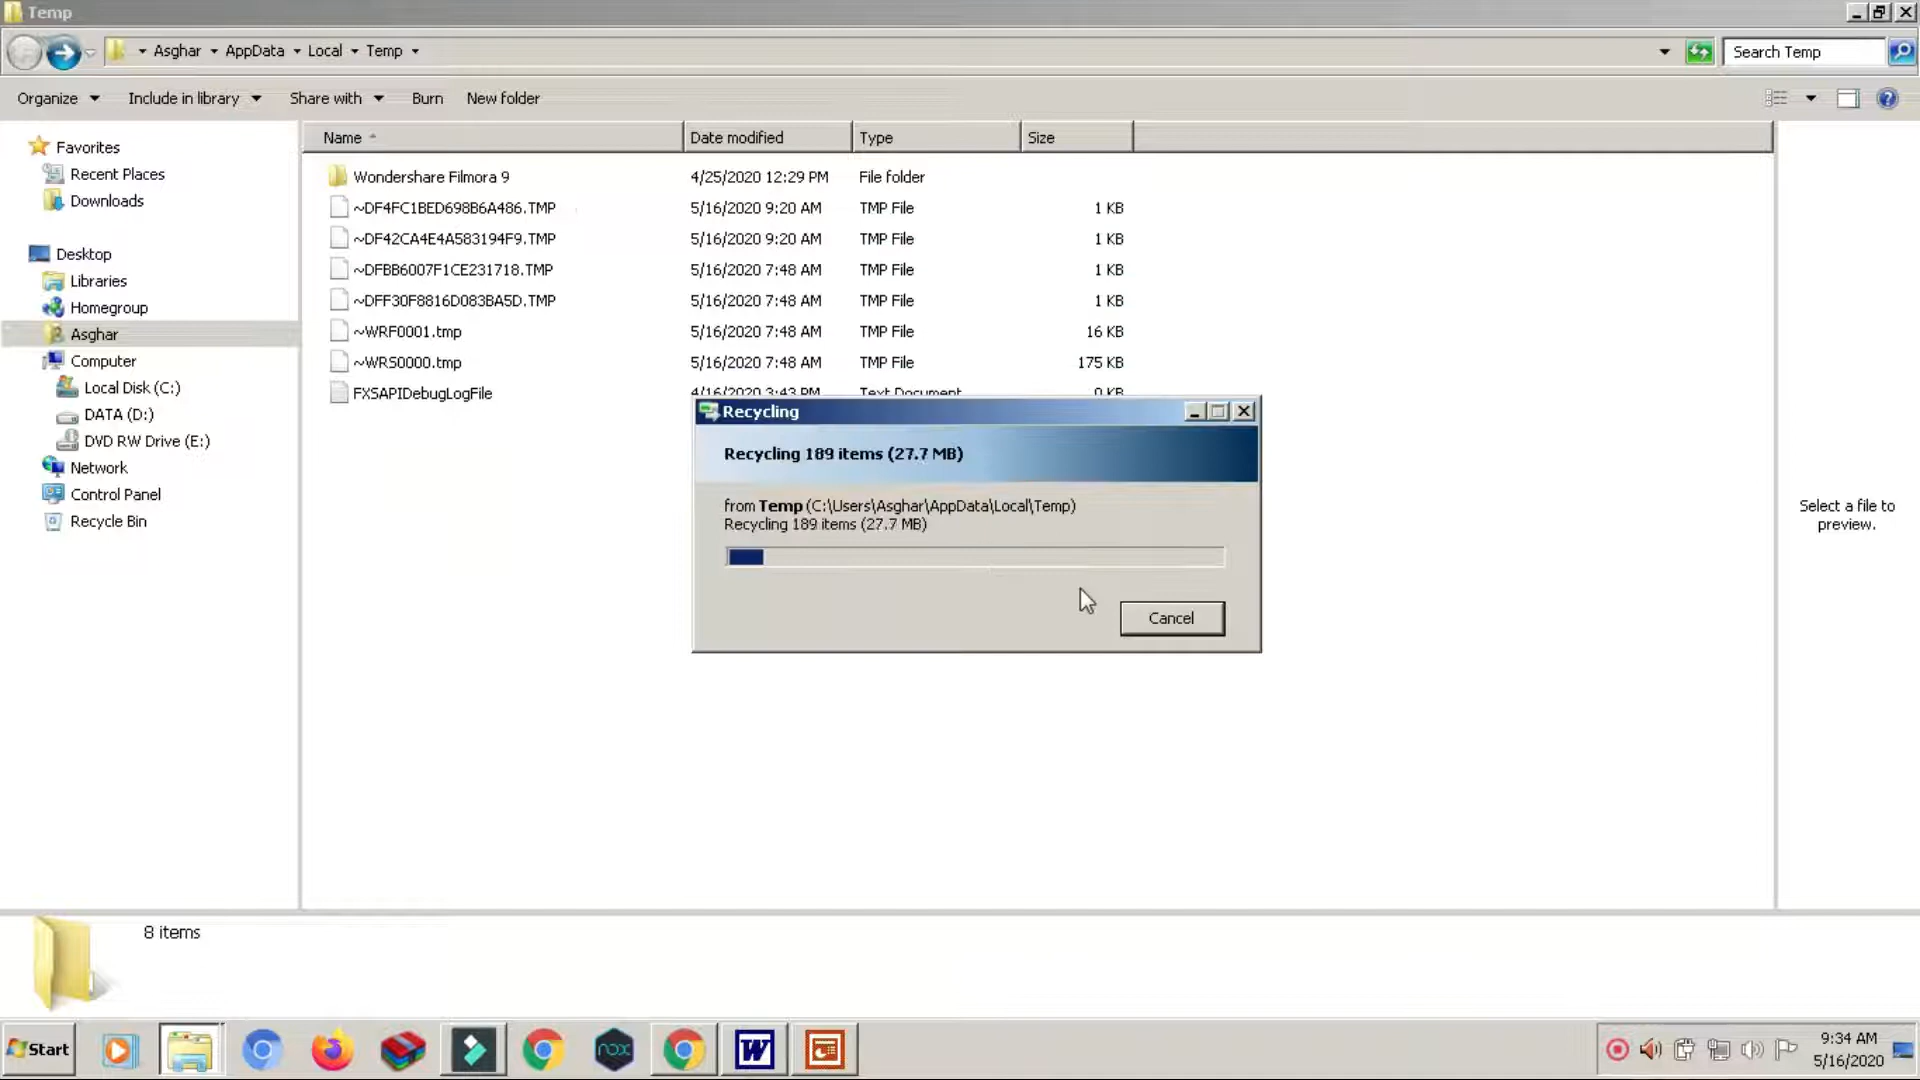 Temp
Asghar AppData Local Temp
Search Temp
Organize Include in library Share with Burn New folder
Name Date modified Type Size
Favorites
Recent Places
Downloads
Desktop
Libraries
Homegroup
Asghar
Computer
Local Disk (C:)
DATA (D:)
DVD RW Drive (E:)
Network
Control Panel
Recycle Bin
Wondershare Filmora 9 4/25/2020 12:29 PM File folder
~DF4FC1BED698B6A486.TMP 5/16/2020 9:20 AM TMP File 1 KB
~DF42CA4E4A583194F9.TMP 5/16/2020 9:20 AM TMP File 1 KB
~DFBB6007F1CE231718.TMP 5/16/2020 7:48 AM TMP File 1 KB
~DFF30F8816D083BA5D.TMP 5/16/2020 7:48 AM TMP File 1 KB
~WRF0001.tmp 5/16/2020 7:48 AM TMP File 16 KB
~WRS0000.tmp 5/16/2020 7:48 AM TMP File 175 KB
FXSAPIDebugLogFile 4/16/2020 3:43 PM Text Document 0 KB
Recycling
Recycling 189 items (27.7 MB)
from Temp (C:\Users\Asghar\AppData\Local\Temp)
Recycling 189 items (27.7 MB)
Cancel
Select a file to
preview.
8 items
Start
nox
W
9:34 AM
5/16/2020